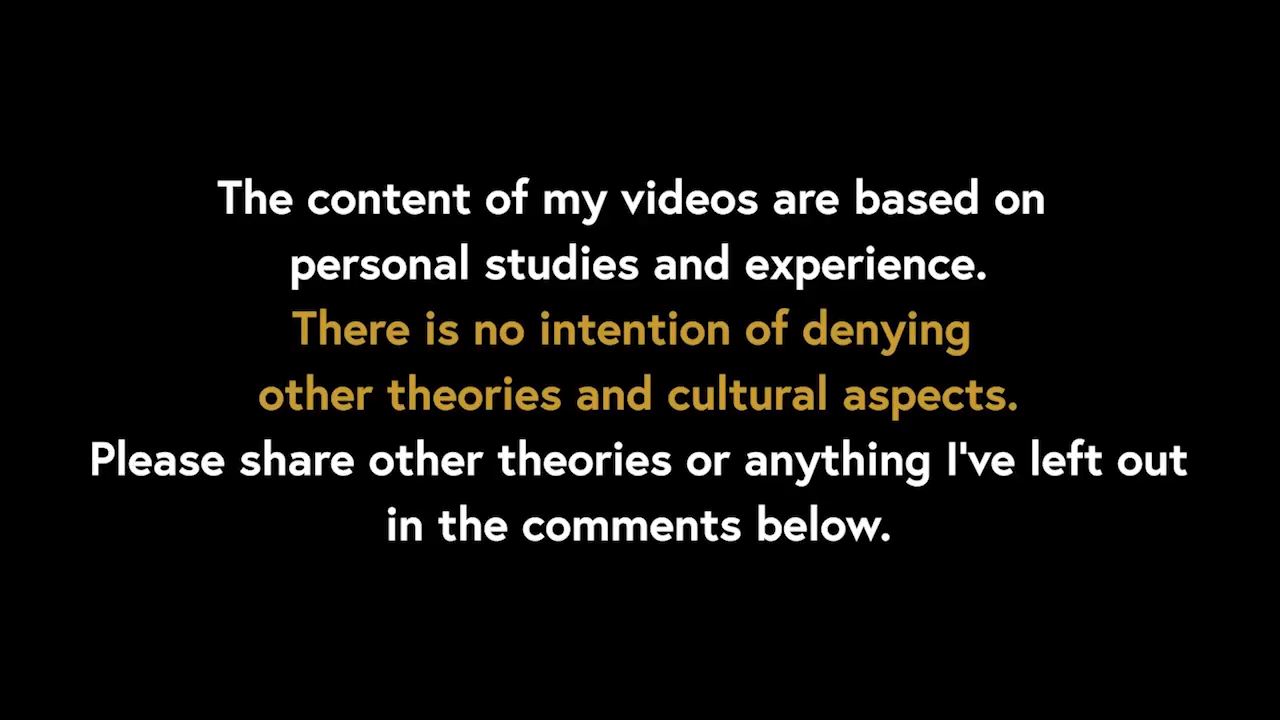 The content of my videos are based on
personal studies and experience.
There is no intention of denying
other theories and cultural aspects.
Please share other theories or anything I've left out
in the comments below.